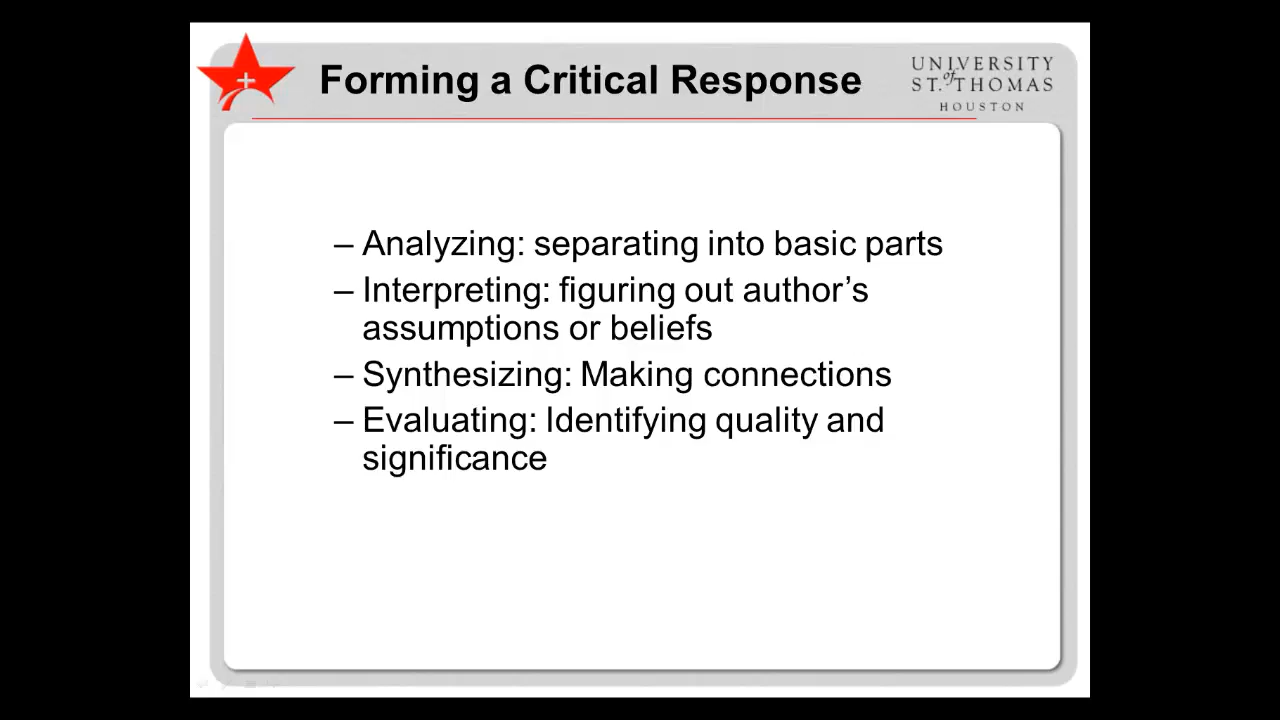 Forming a Critical Response
UNIVERSITY
of
ST. THOMAS
HOUSTON
– Analyzing: separating into basic parts
– Interpreting: figuring out author’s
assumptions or beliefs
– Synthesizing: Making connections
– Evaluating: Identifying quality and
significance